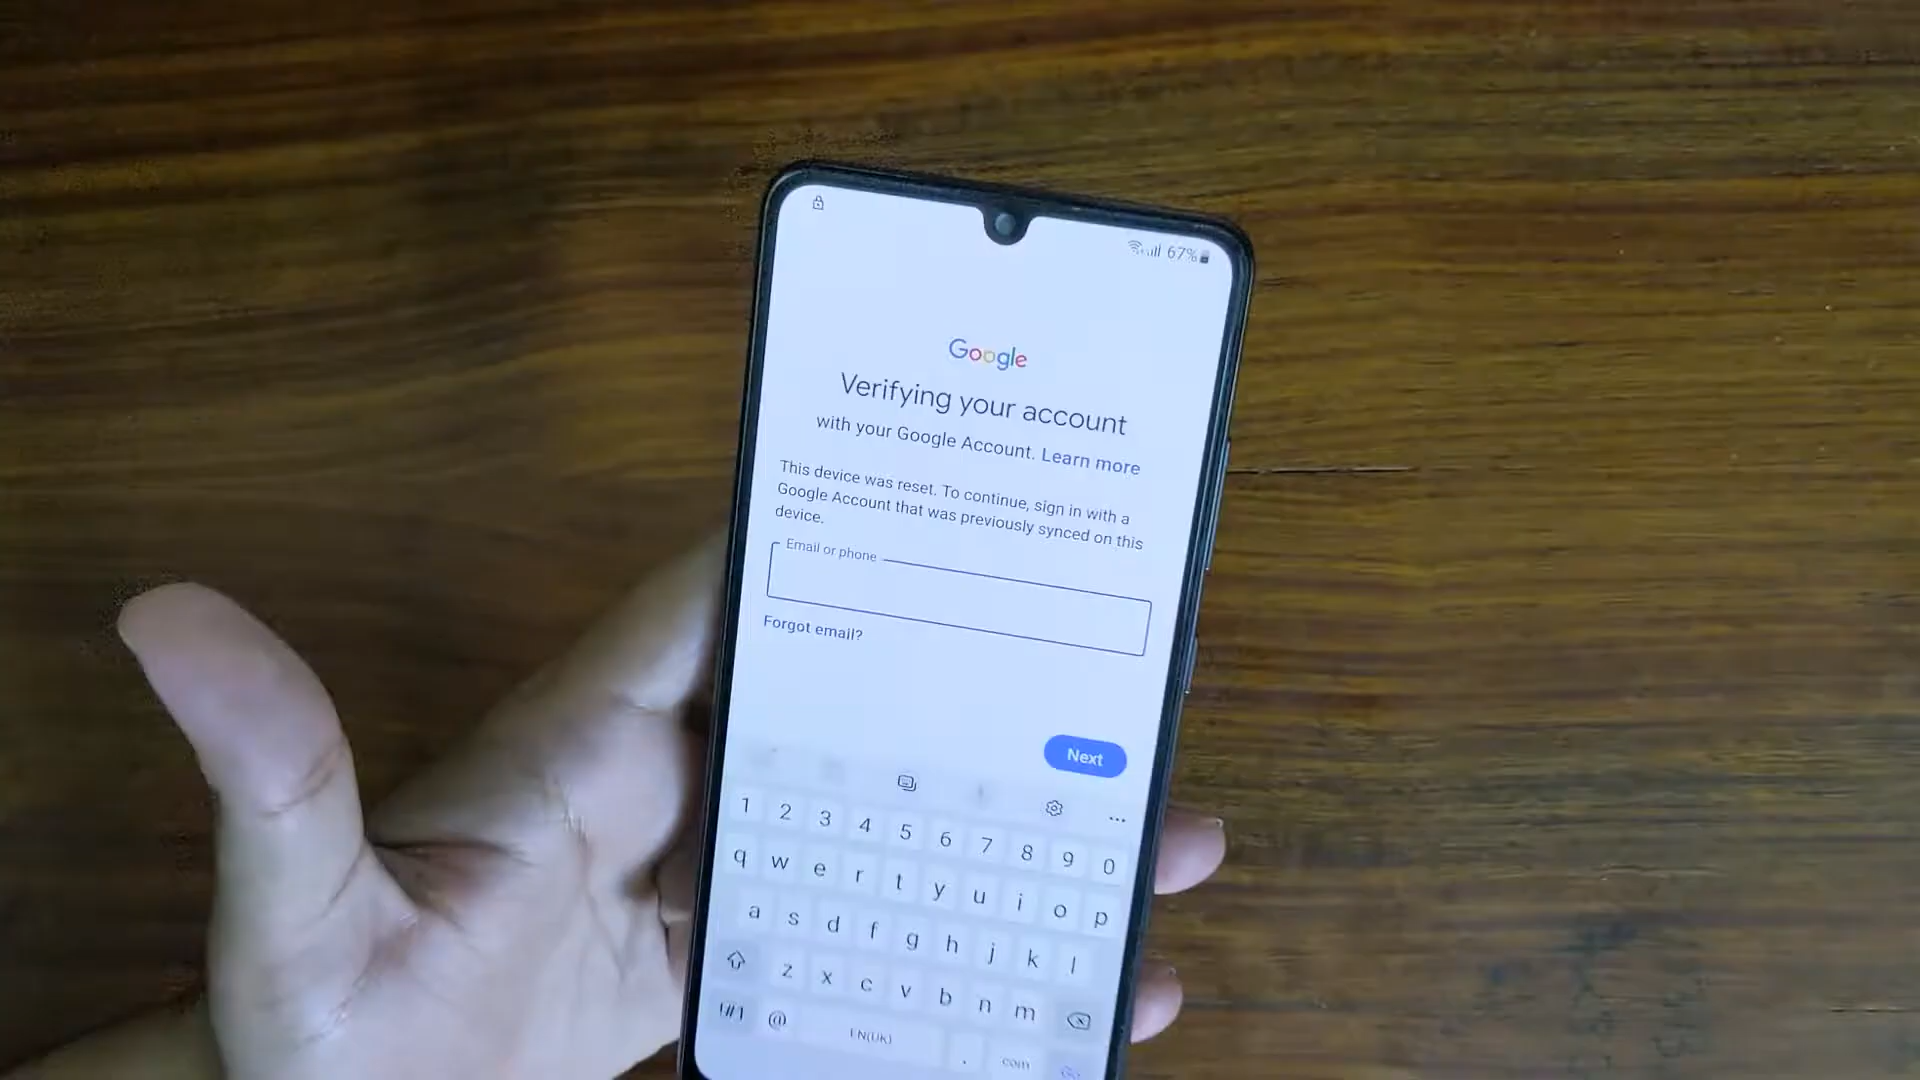 67%
Google
Verifying your account
with your Google Account. Learn more
This device was reset. To continue, sign in with a
Google Account that was previously synced on this
device.
Email or phone
Forgot email?
Next
1 2 3 4 5 6 7 8 9 0
q w e r t y u i o p
a s d f g h j k l
z x c v b n m
!#1 @ EN(UK) . com Go